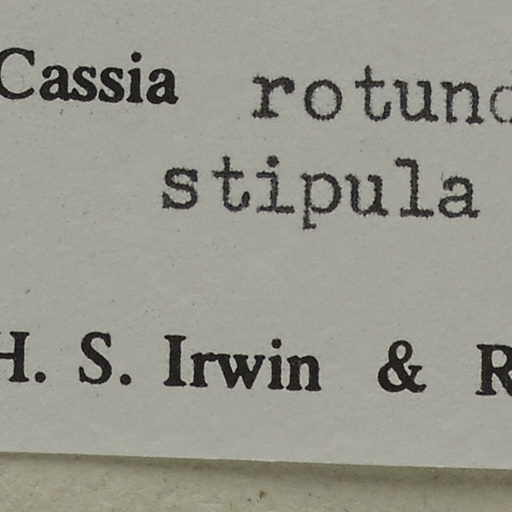 Cassia rotund
stipula
H. S. Irwin & R